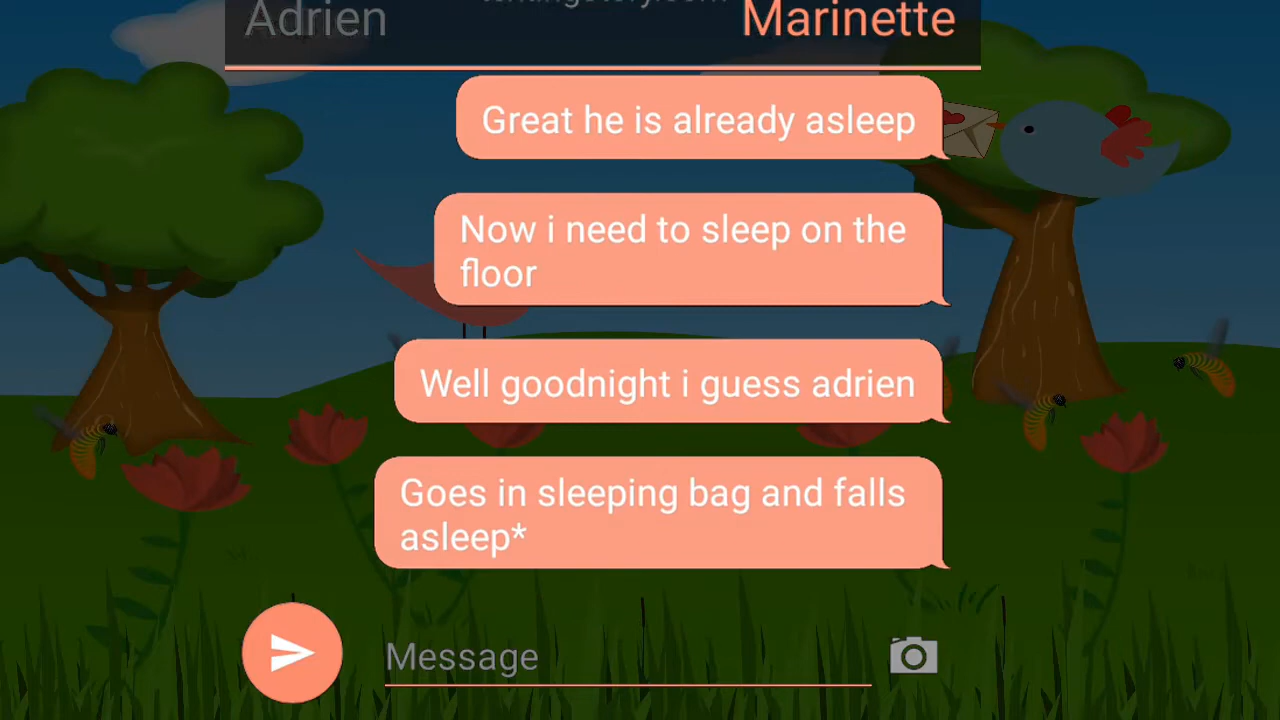 Adrien
Marinette
Great he is already asleep
Now i need to sleep on the
floor
Well goodnight i guess adrien
Goes in sleeping bag and falls
asleep*
Message